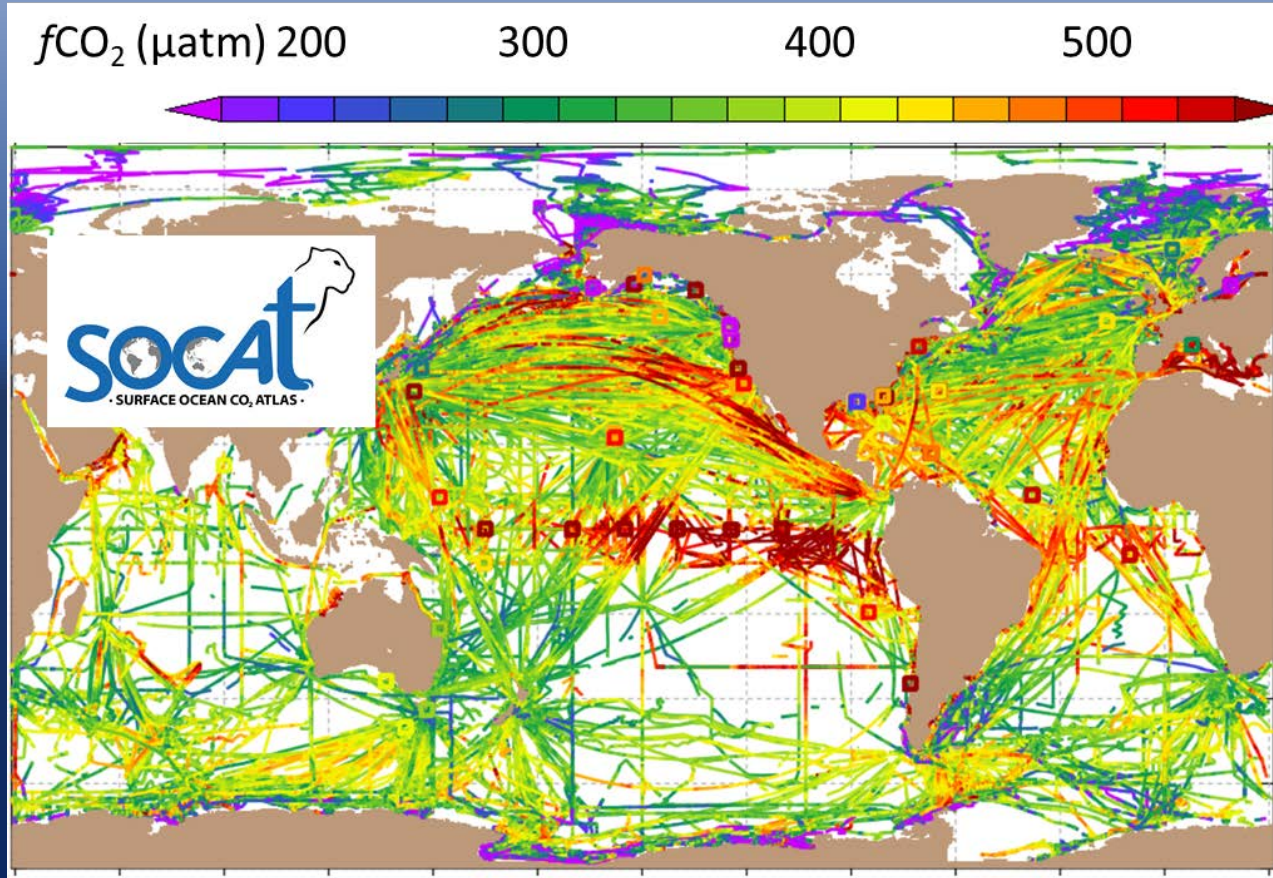 fCO₂ (µatm) 200 300 400 500
SOCAT
· SURFACE OCEAN CO₂ ATLAS ·